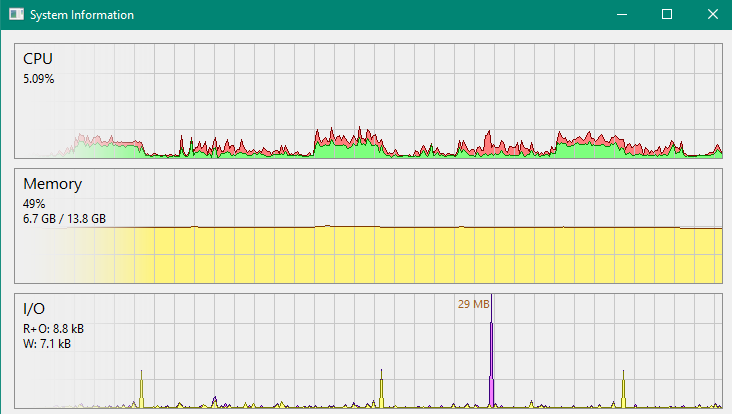 System Information
CPU
5.09%
Memory
49%
6.7 GB / 13.8 GB
I/O
29 MB
R+O: 8.8 kB
W: 7.1 kB